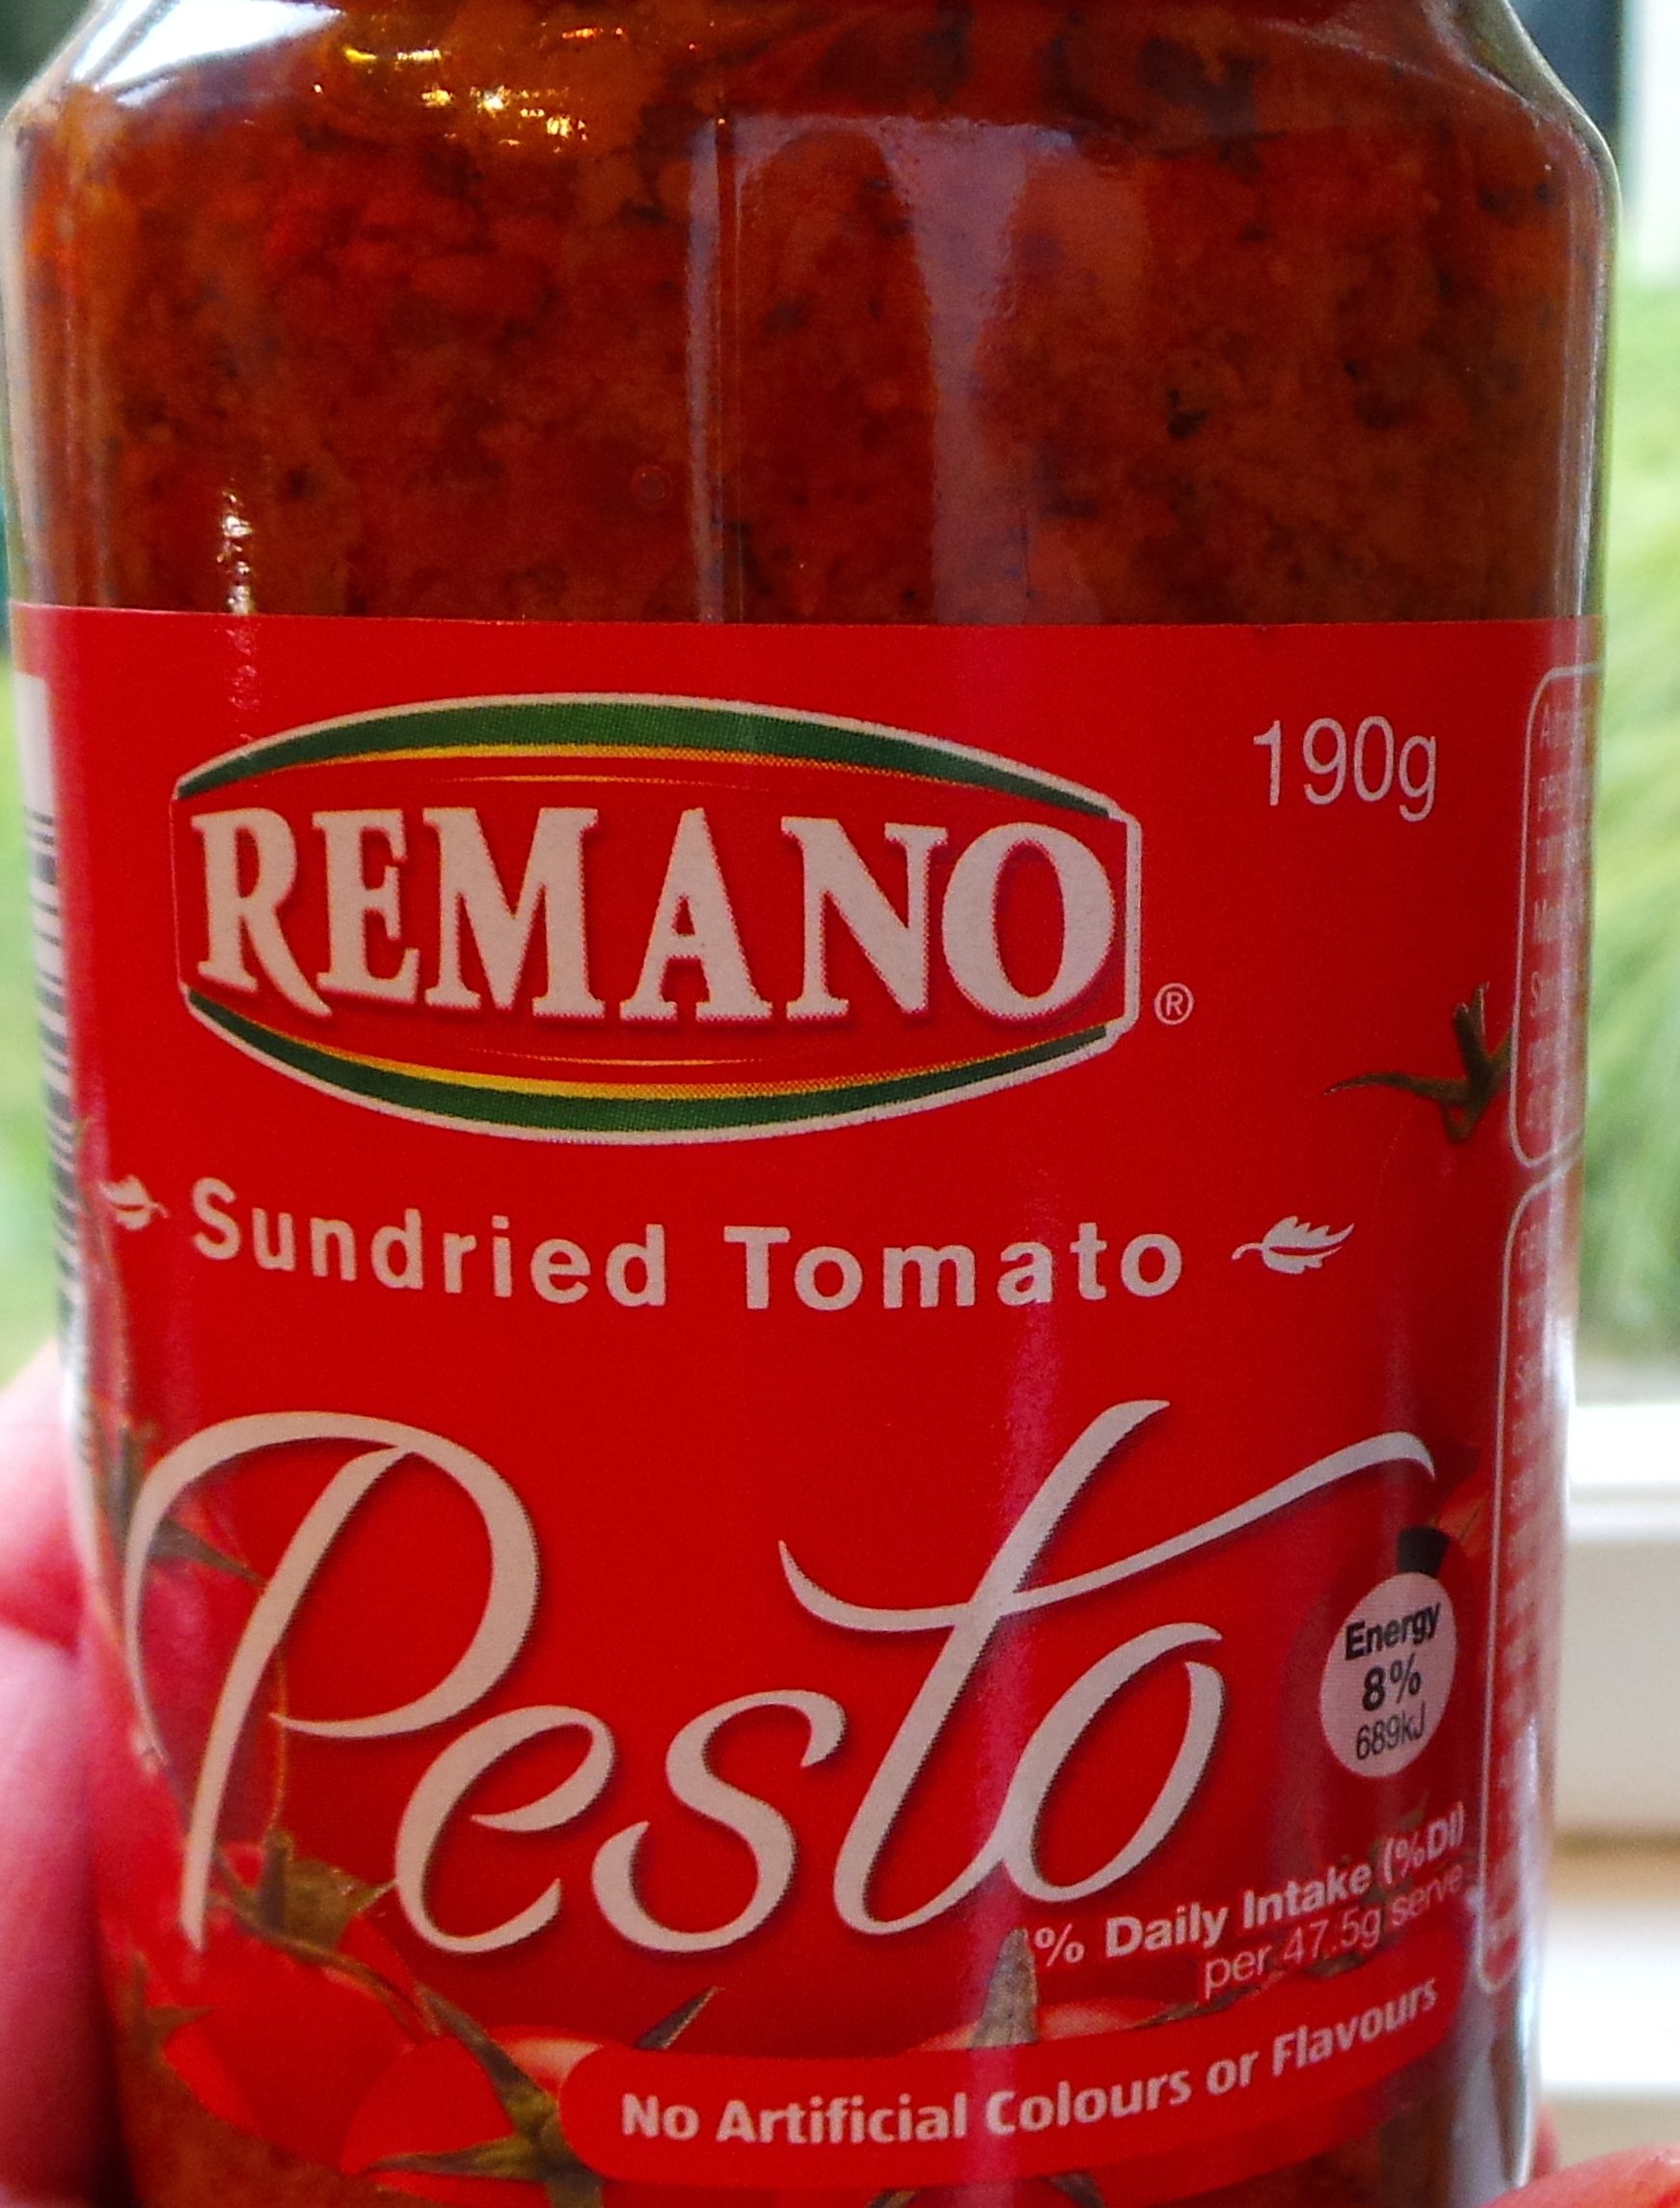 190g
REMANO
®
Sundried Tomato
Pesto
Energy
8%
689kJ
% Daily Intake (%DI)
per 47.5g serve
No Artificial Colours or Flavours